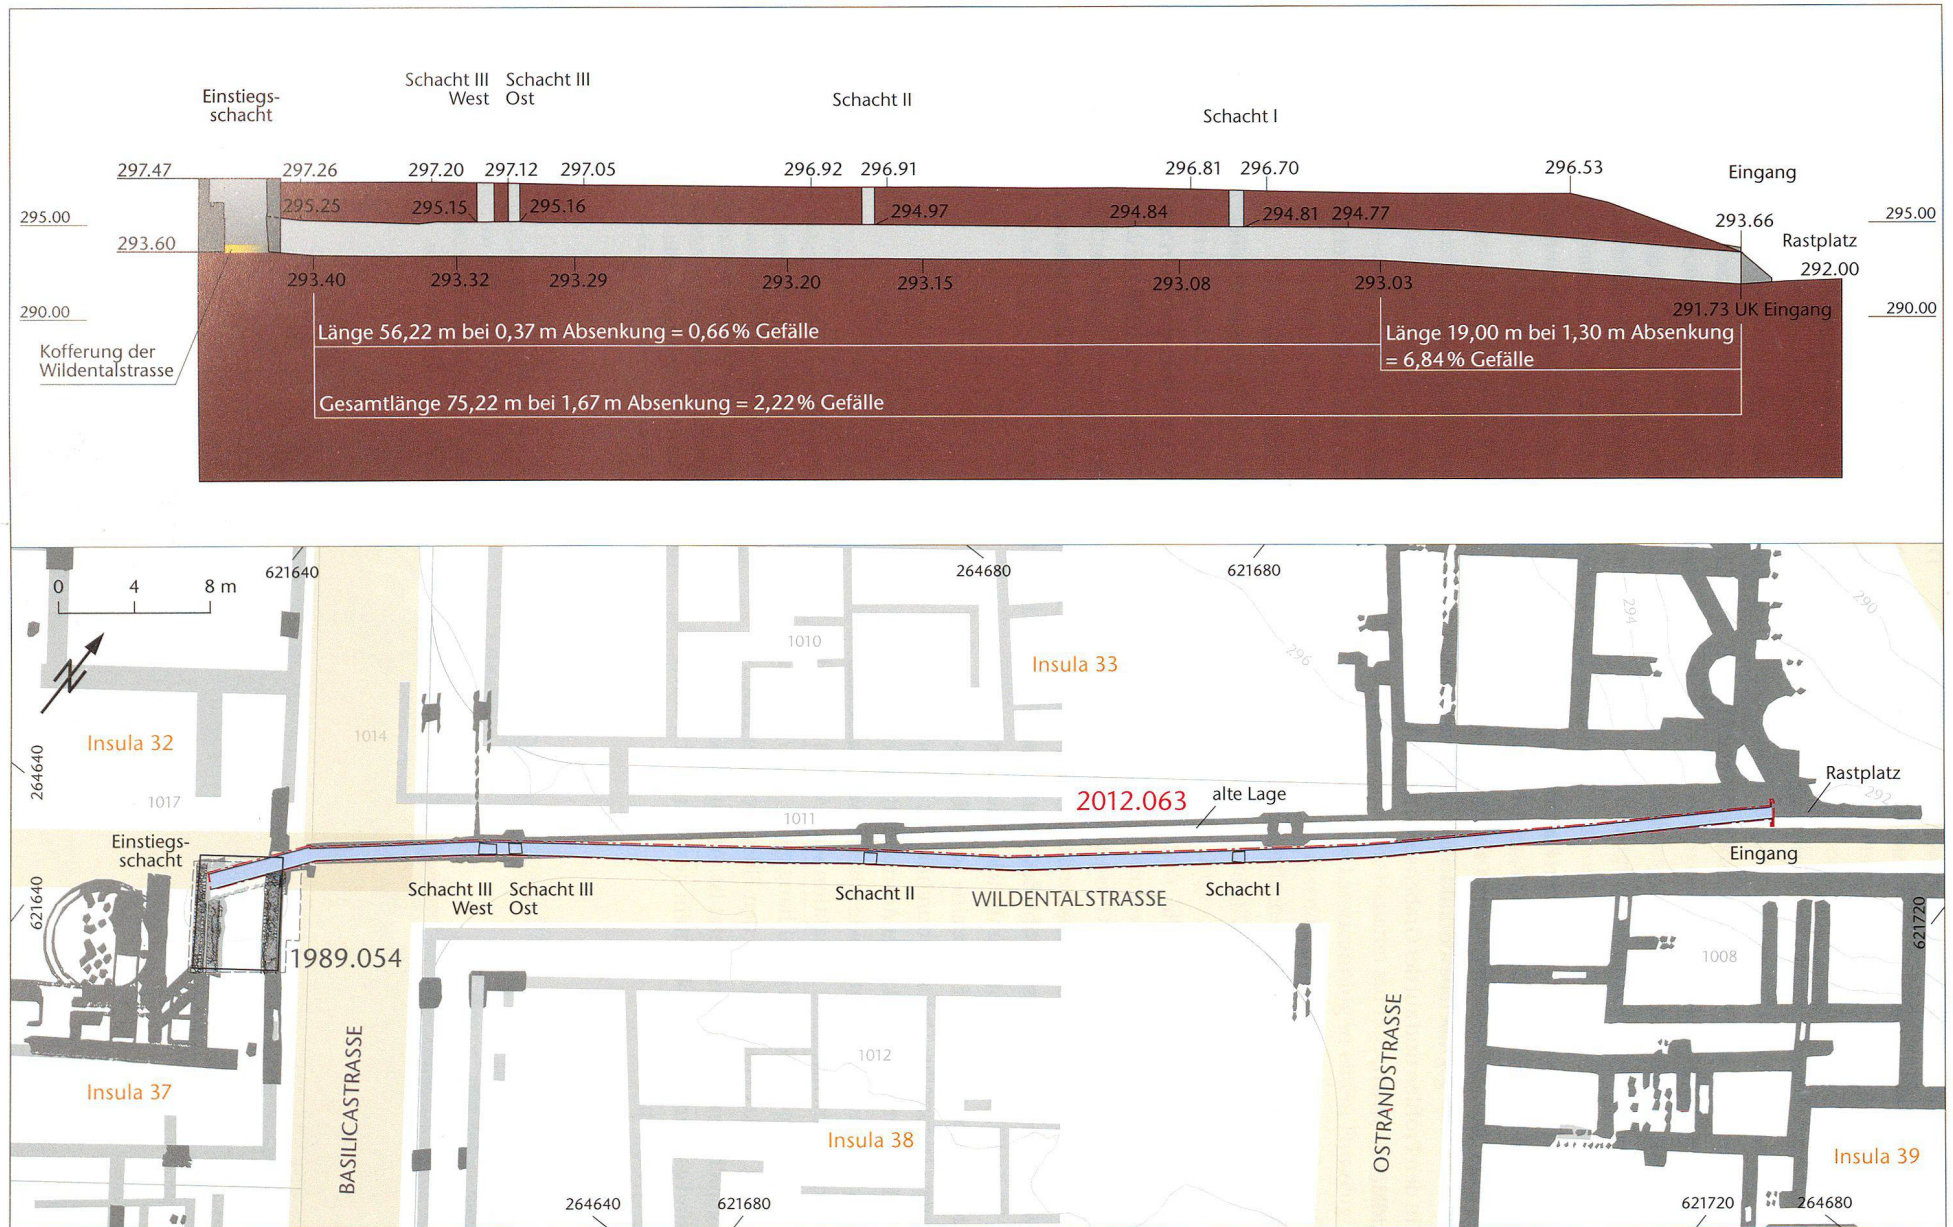 Schacht III Schacht III
West Ost
Einstiegs-
schacht
Schacht II
Schacht I
297.47
297.26
297.20
297.12
297.05
296.92
296.91
296.81
296.70
296.53
Eingang
295.25
295.15
295.16
294.97
294.84
294.81
294.77
293.66
295.00
295.00
293.60
Rastplatz
292.00
293.40
293.32
293.29
293.20
293.15
293.08
293.03
291.73 UK Eingang
290.00
290.00
Länge 56,22 m bei 0,37 m Absenkung = 0,66% Gefälle
Länge 19,00 m bei 1,30 m Absenkung
= 6,84% Gefälle
Kofferung der
Wildentalstrasse
Gesamtlänge 75,22 m bei 1,67 m Absenkung = 2,22% Gefälle
0 4 8 m
621640
264680
621680
290
294
296
1010
Insula 33
Insula 32
1014
264640
1017
2012.063
alte Lage
Rastplatz
292
1011
Einstiegs-
schacht
Eingang
Schacht III
West
Schacht III
Ost
Schacht II
WILDENTALSTRASSE
Schacht I
621640
621720
1989.054
1008
BASILICASTRASSE
OSTRANDSTRASSE
1012
Insula 37
Insula 38
Insula 39
264640
621680
621720
264680